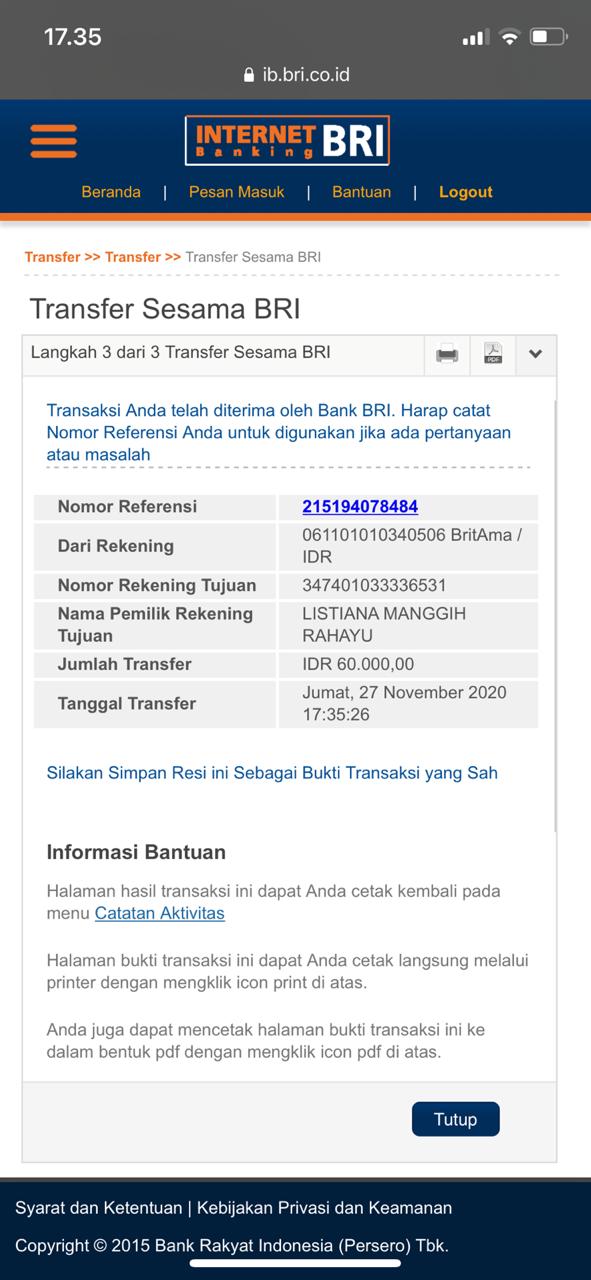 17.35
ib.bri.co.id
INTERNET
Banking
BRI
Beranda | Pesan Masuk | Bantuan | Logout
Transfer >> Transfer >> Transfer Sesama BRI
Transfer Sesama BRI
Langkah 3 dari 3 Transfer Sesama BRI
PDF
Transaksi Anda telah diterima oleh Bank BRI. Harap catat
Nomor Referensi Anda untuk digunakan jika ada pertanyaan
atau masalah
Nomor Referensi 215194078484
Dari Rekening 061101010340506 BritAma /
IDR
Nomor Rekening Tujuan 347401033336531
Nama Pemilik Rekening LISTIANA MANGGIH
Tujuan RAHAYU
Jumlah Transfer IDR 60.000,00
Tanggal Transfer Jumat, 27 November 2020
17:35:26
Silakan Simpan Resi ini Sebagai Bukti Transaksi yang Sah
Informasi Bantuan
Halaman hasil transaksi ini dapat Anda cetak kembali pada
menu Catatan Aktivitas
Halaman bukti transaksi ini dapat Anda cetak langsung melalui
printer dengan mengklik icon print di atas.
Anda juga dapat mencetak halaman bukti transaksi ini ke
dalam bentuk pdf dengan mengklik icon pdf di atas.
Tutup
Syarat dan Ketentuan | Kebijakan Privasi dan Keamanan
Copyright © 2015 Bank Rakyat Indonesia (Persero) Tbk.